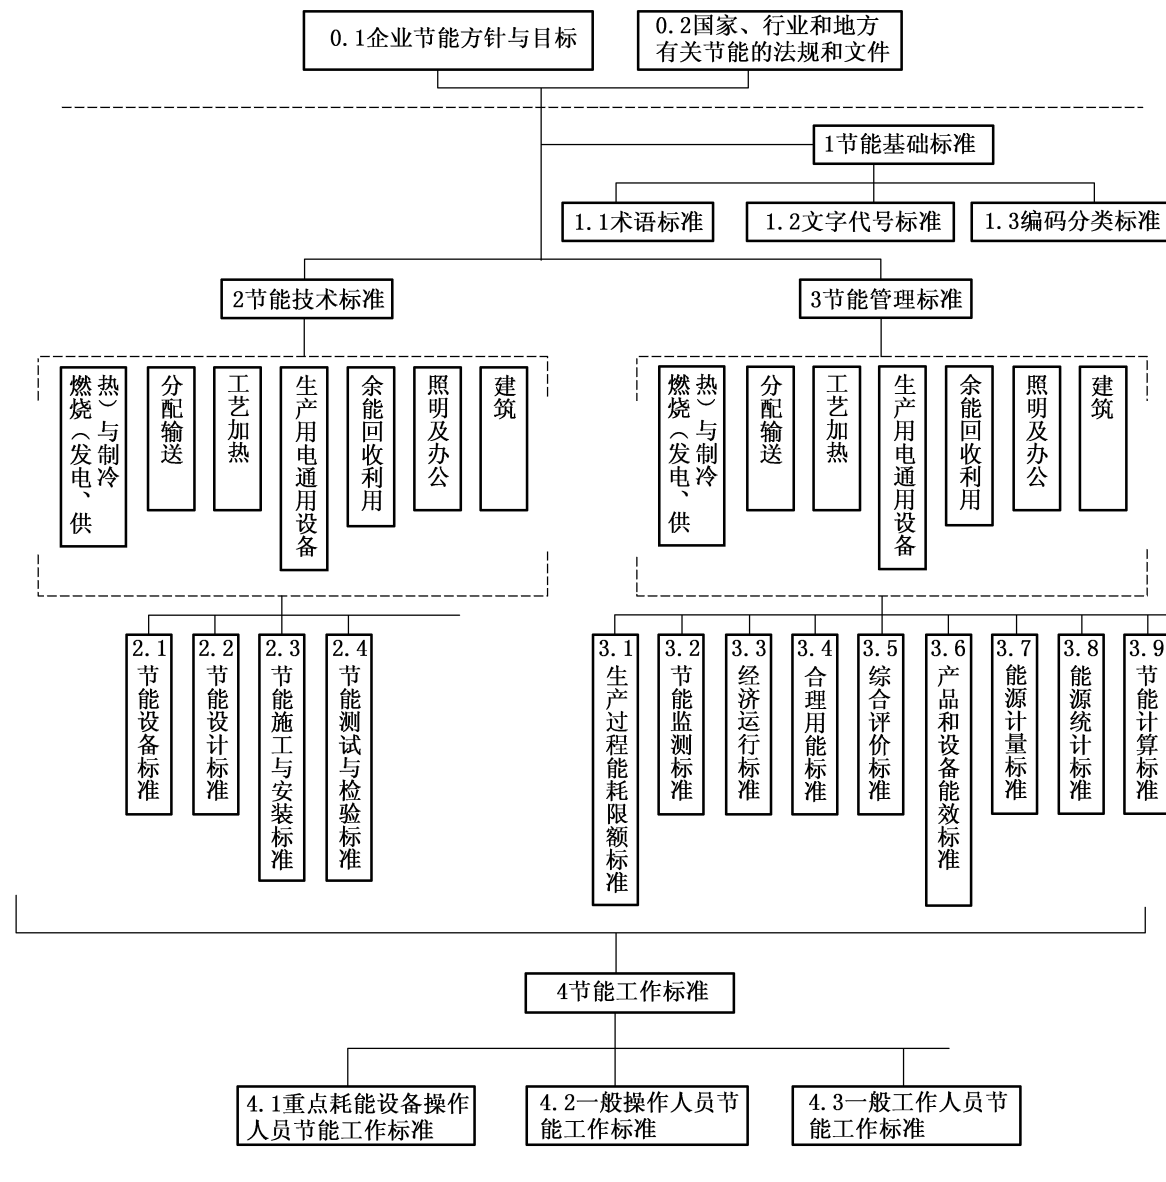 0.1企业节能方针与目标
0.2国家、行业和地方
有关节能的法规和文件
1节能基础标准
1.1术语标准
1.2文字代号标准
1.3编码分类标准
2节能技术标准
3节能管理标准
燃烧（发电、供
热）与制冷
分配输送
工艺加热
生产用电通用设备
余能回收利用
照明及办公
建筑
燃烧（发电、供
热）与制冷
分配输送
工艺加热
生产用电通用设备
余能回收利用
照明及办公
建筑
2.1节能设备标准
2.2节能设计标准
2.3节能施工与安装标准
2.4节能测试与检验标准
3.1生产过程能耗限额标准
3.2节能监测标准
3.3经济运行标准
3.4合理用能标准
3.5综合评价标准
3.6产品和设备能效标准
3.7能源计量标准
3.8能源统计标准
3.9节能计算标准
4节能工作标准
4.1重点耗能设备操作
人员节能工作标准
4.2一般操作人员节
能工作标准
4.3一般工作人员节
能工作标准